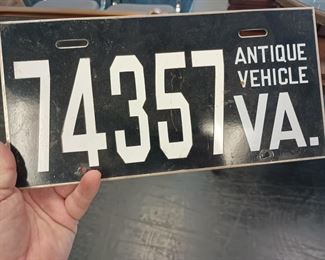 74357
ANTIQUE
VEHICLE
VA.